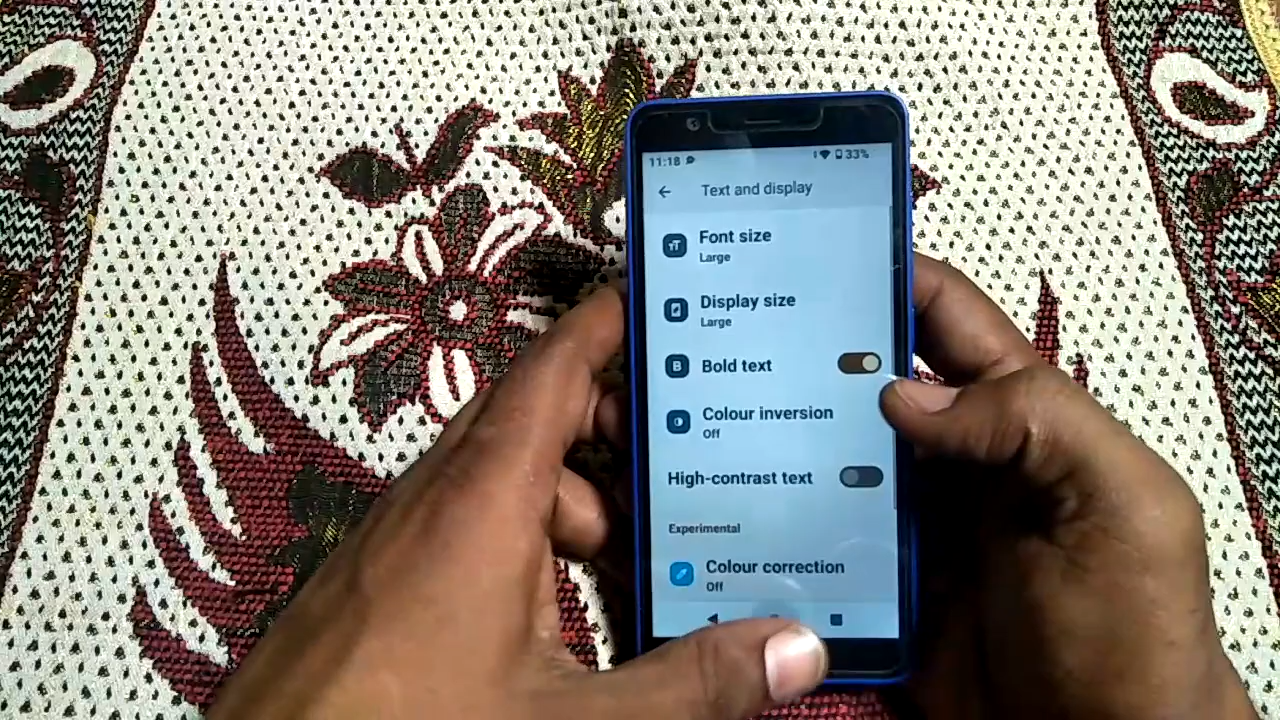 11:18 33%
Text and display
Font size
Large
Display size
Large
B Bold text
Colour inversion
Off
High-contrast text
Experimental
Colour correction
Off